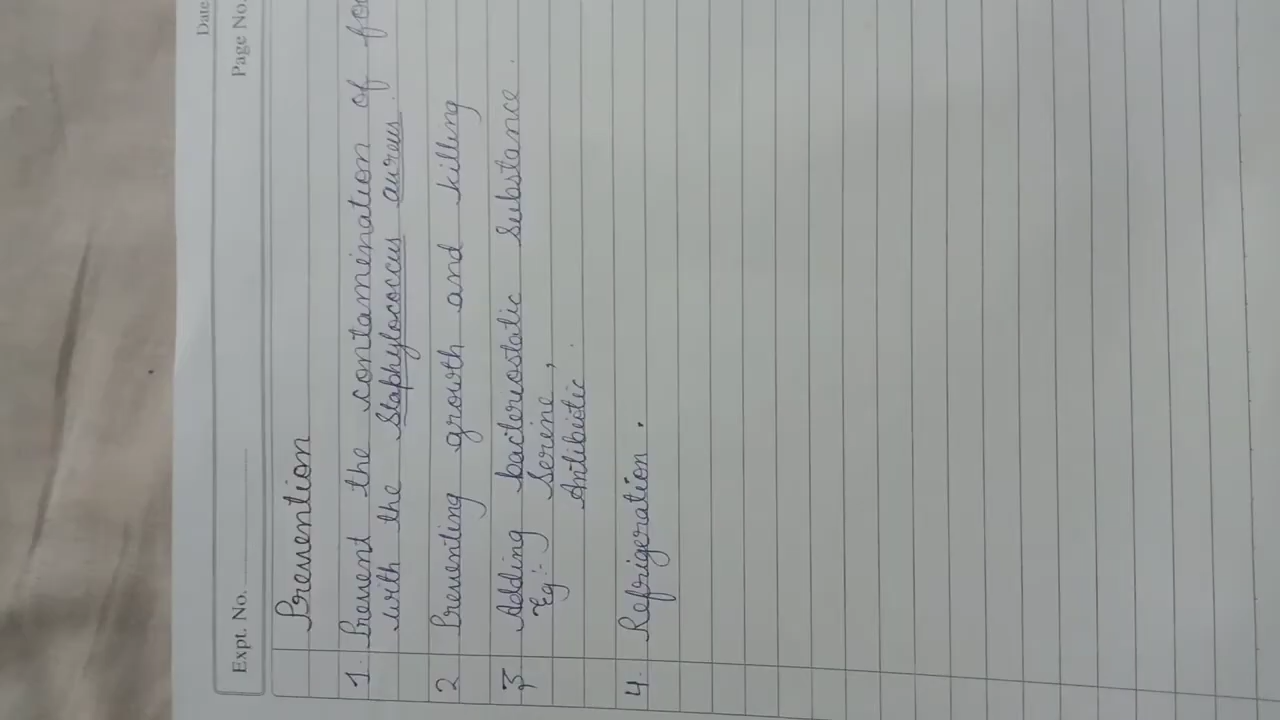 Date
Expt. No.
Page No.
Prevention
1. Prevent the contamination of
with the Staphylococcus aureus.
2 Preventing growth and killing
3 Adding bacteriostatic substance.
Eg:- Serine,
Antibiotic.
4. Refrigeration.